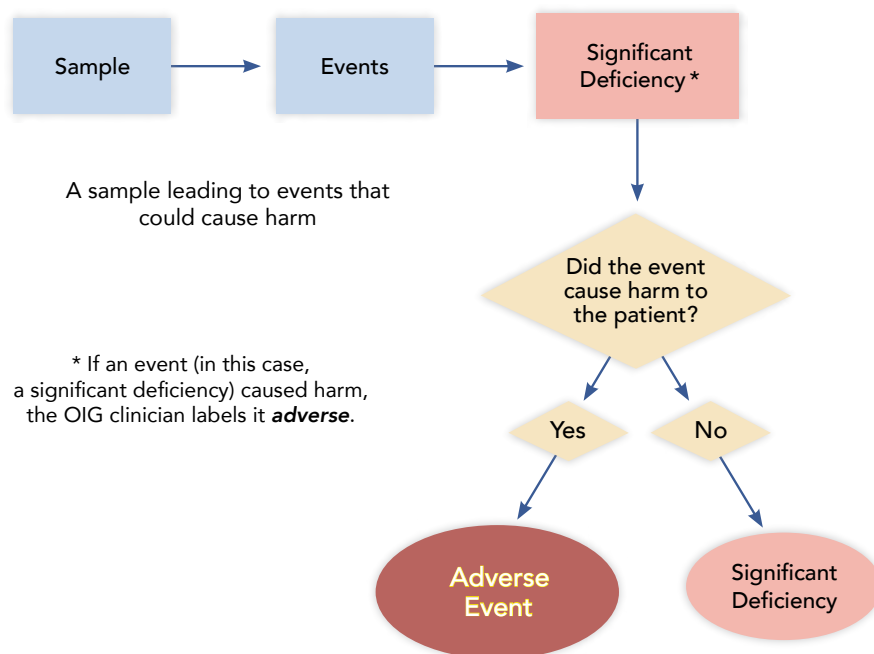 Sample
Events
Significant
Deficiency *
A sample leading to events that
could cause harm
Did the event
cause harm to
the patient?
* If an event (in this case,
a significant deficiency) caused harm,
the OIG clinician labels it adverse.
Yes
No
Adverse
Event
Significant
Deficiency